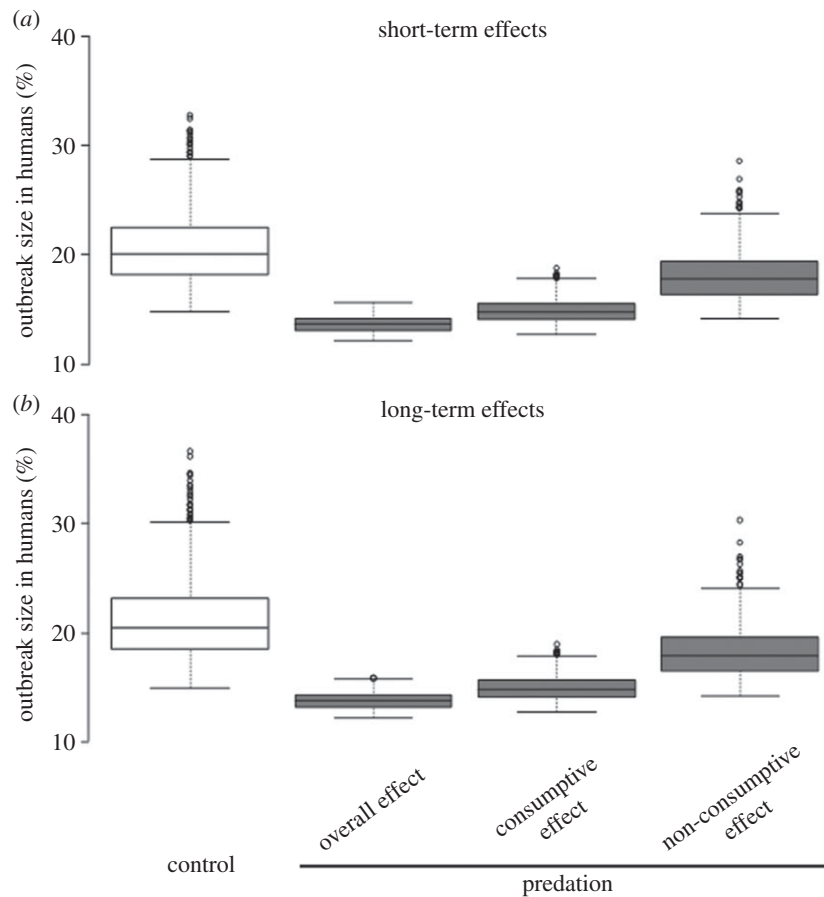 (a)
short-term effects
40
30
20
10
outbreak size in humans (%)
(b)
long-term effects
40
30
20
10
outbreak size in humans (%)
control
overall effect
consumptive
effect
non-consumptive
effect
predation